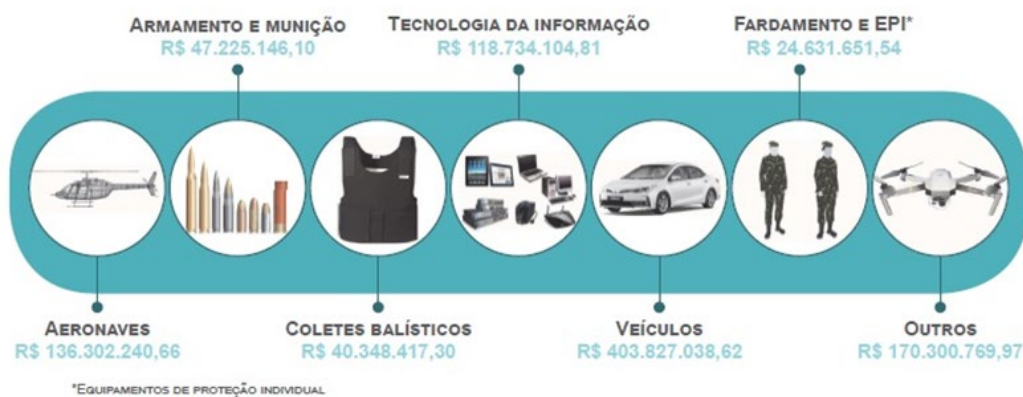 ARMAMENTO E MUNIÇÃO
R$ 47.225.146,10
TECNOLOGIA DA INFORMAÇÃO
R$ 118.734.104,81
FARDAMENTO E EPI*
R$ 24.631.651,54
AERONAVES
R$ 136.302.240,66
COLETES BALÍSTICOS
R$ 40.348.417,30
VEÍCULOS
R$ 403.827.038,62
OUTROS
R$ 170.300.769,97
*EQUIPAMENTOS DE PROTEÇÃO INDIVIDUAL